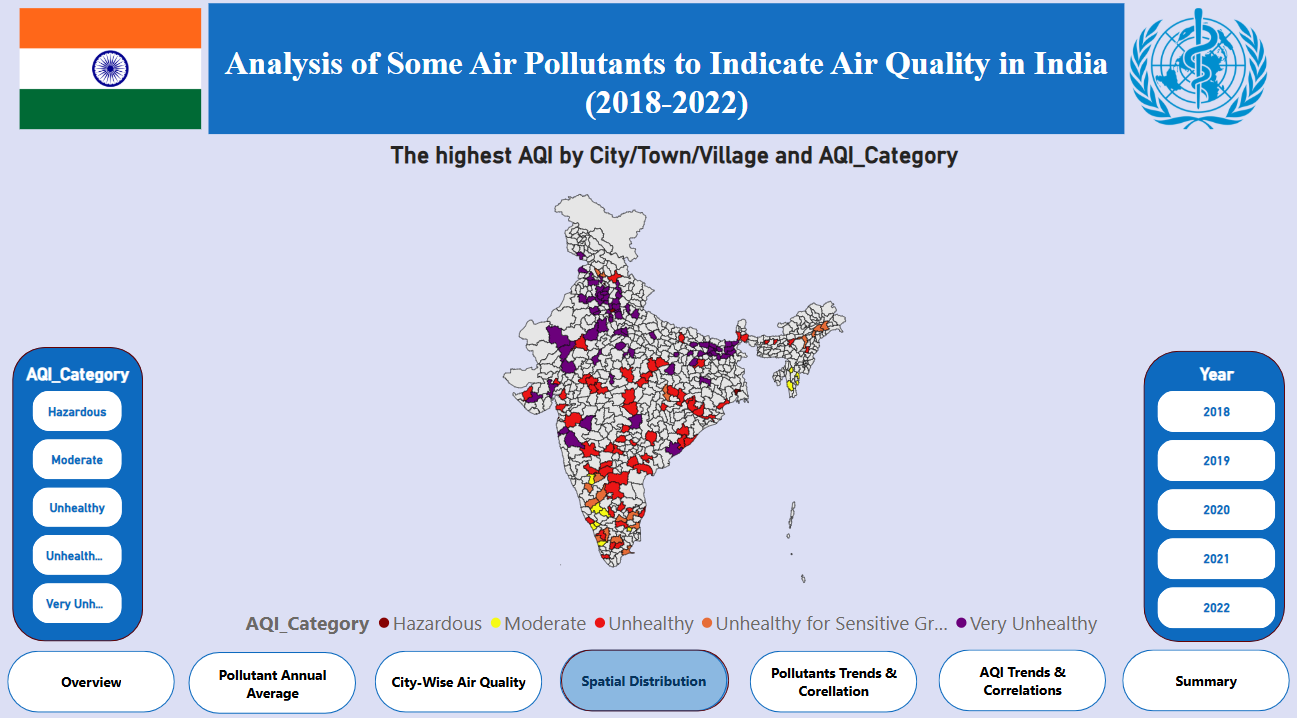 Analysis of Some Air Pollutants to Indicate Air Quality in India
(2018-2022)
The highest AQI by City/Town/Village and AQI_Category
AQI_Category
Hazardous
Moderate
Unhealthy
Unhealth...
Very Unh...
Year
2018
2019
2020
2021
2022
AQI_Category Hazardous Moderate Unhealthy Unhealthy for Sensitive Gr... Very Unhealthy
Overview
Pollutant Annual
Average
City-Wise Air Quality
Spatial Distribution
Pollutants Trends &
Corellation
AQI Trends &
Correlations
Summary